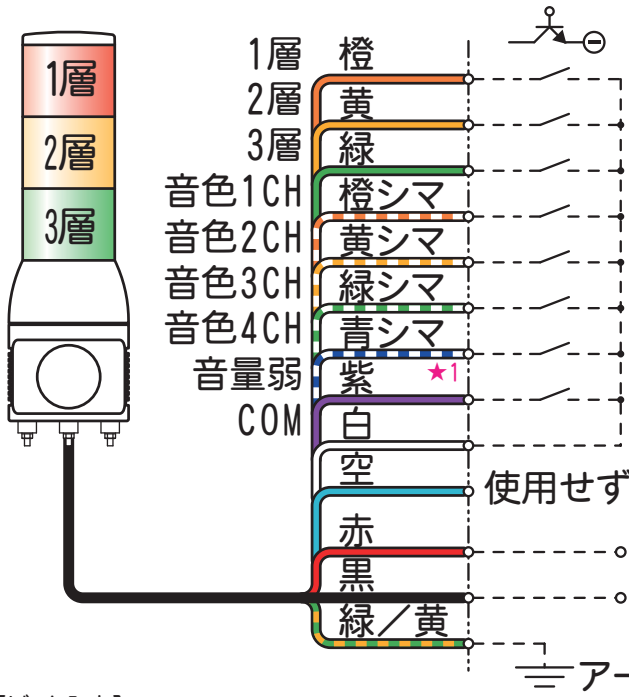 1層 橙
1層
2層 黄
2層
3層 緑
3層
音色1CH 橙シマ
音色2CH 黄シマ
音色3CH 緑シマ
音色4CH 青シマ
音量弱 紫 ★1
COM 白
空 使用せず
赤
黒
緑／黄
アー